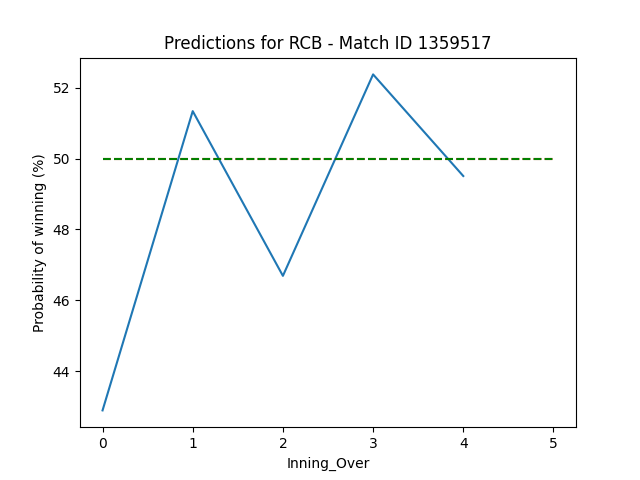 Predictions for RCB - Match ID 1359517
Probability of winning (%)
52
50
48
46
44
0 1 2 3 4 5
Inning_Over